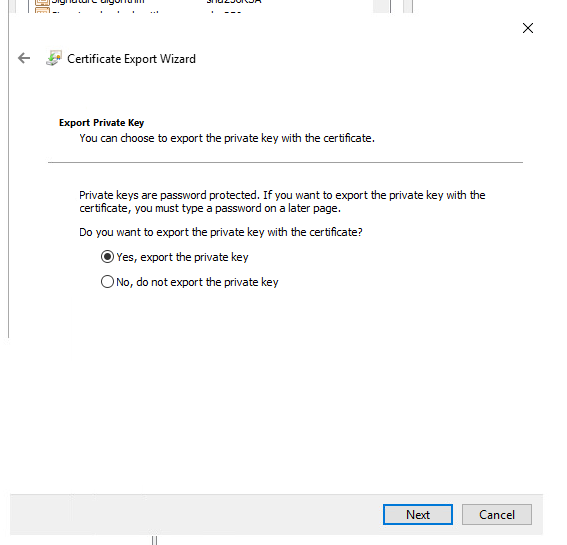 Signature algorithm
Certificate Export Wizard
Export Private Key
You can choose to export the private key with the certificate.
Private keys are password protected. If you want to export the private key with the
certificate, you must type a password on a later page.
Do you want to export the private key with the certificate?
Yes, export the private key
No, do not export the private key
Next Cancel